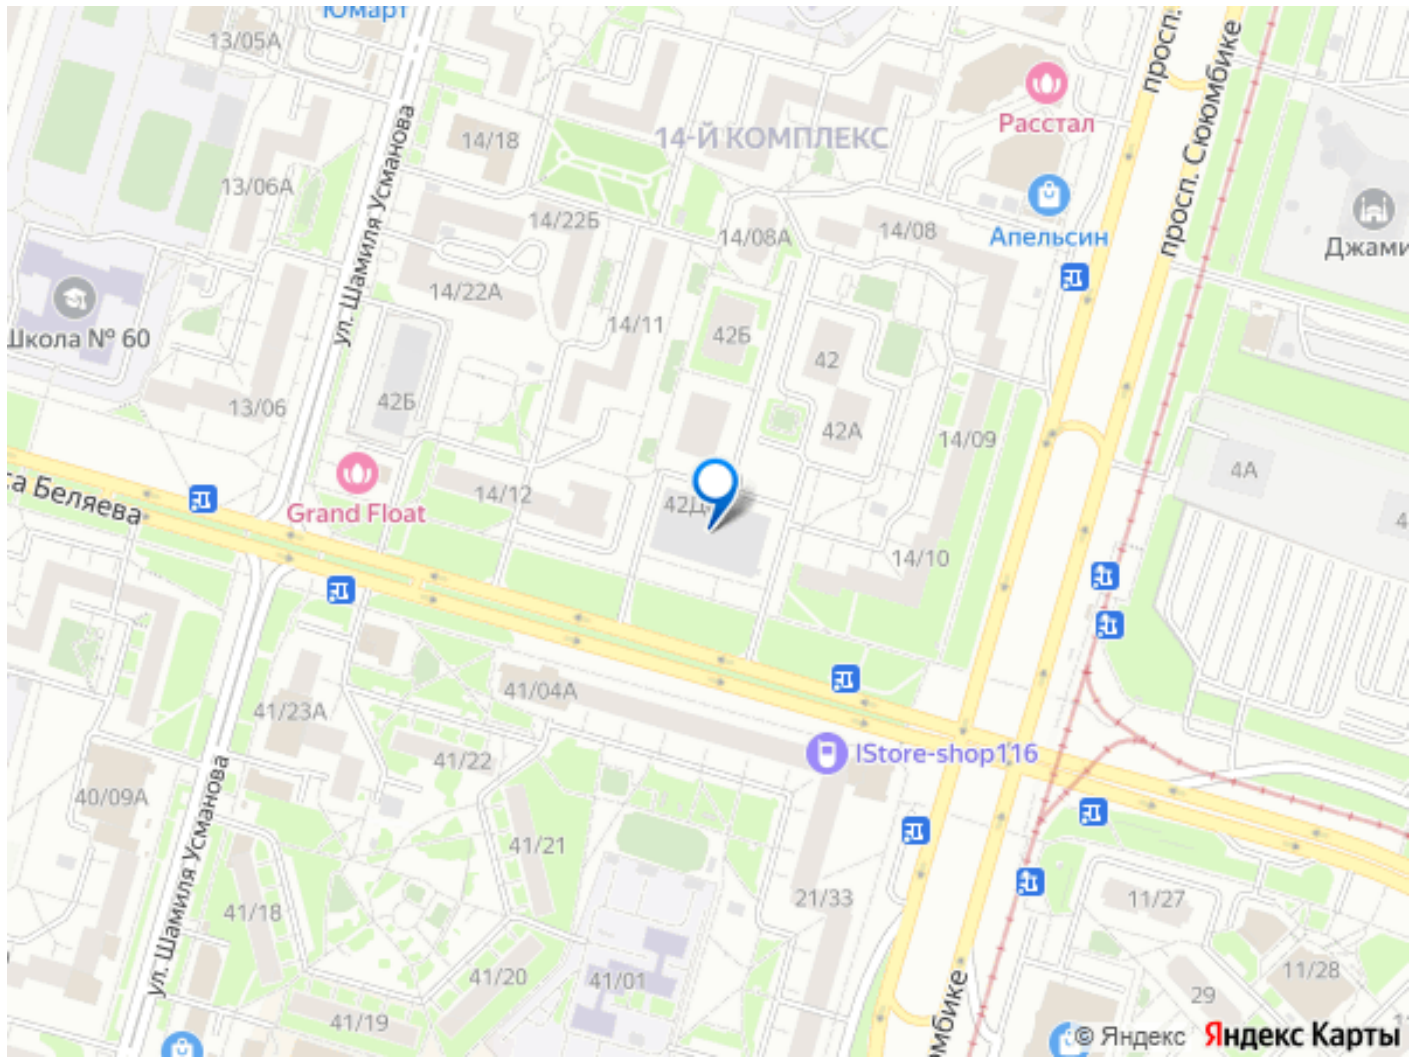 Юмарт
13/05А
просп.
просп. Сююмбике
Расстал
14-Й КОМПЛЕКС
14/18
ул. Шамиля Усманова
13/06А
Апельсин
14/22Б
14/08А
14/08
Джами
14/22А
14/11
42Б
42
Школа № 60
42Б
13/06
42А
14/09
4А
са Беляева
14/12
Grand Float
42Д
4
14/10
41/04А
41/23А
IStore-shop116
41/22
40/09А
ул. Шамиля Усманова
41/21
21/33
11/27
41/18
41/20
41/01
11/28
29
41/19
омбике
© Яндекс
Яндекс Карты